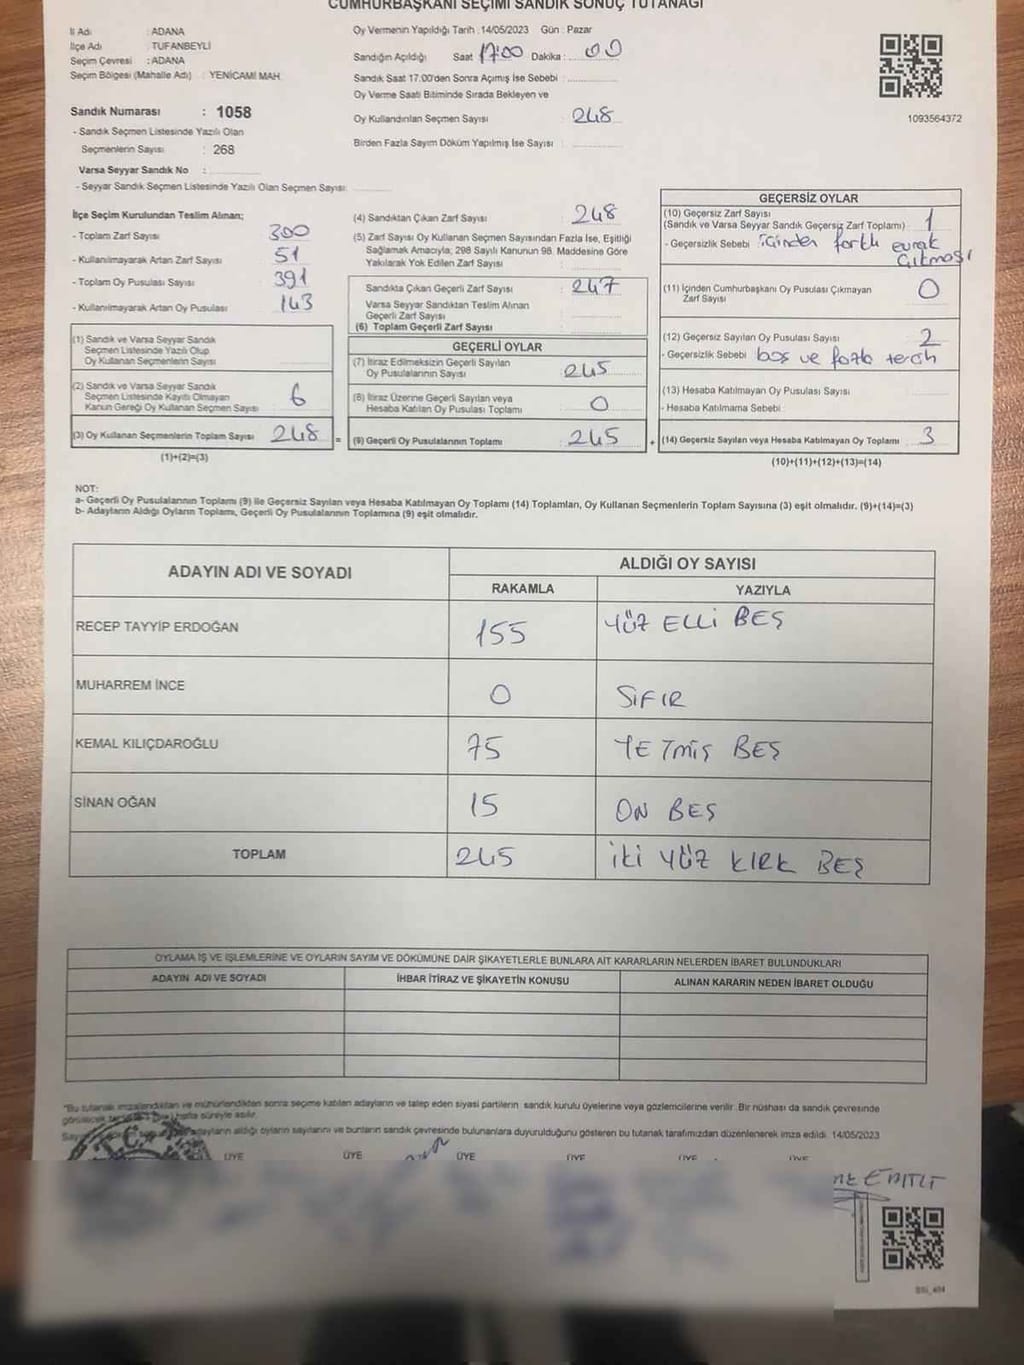 CUMHURBAŞKANI SEÇİMİ SANDIK SONUÇ TUTANAĞI
İl Adı : ADANA
İlçe Adı : TUFANBEYLİ
Seçim Çevresi : ADANA
Seçim Bölgesi (Mahalle Adı) : YENİCAMİ MAH.
Sandık Numarası : 1058
- Sandık Seçmen Listesinde Yazılı Olan
Seçmenlerin Sayısı : 268
Varsa Seyyar Sandık No :
- Seyyar Sandık Seçmen Listesinde Yazılı Olan Seçmen Sayısı:
Oy Vermenin Yapıldığı Tarih : 14/05/2023 Gün : Pazar
Sandığın Açıldığı Saat 17:00 Dakika : 00
Sandık Saat 17.00'den Sonra Açılmış İse Sebebi :
Oy Verme Saati Bitiminde Sırada Bekleyen ve
Oy Kullandırılan Seçmen Sayısı : 248
Birden Fazla Sayım Döküm Yapılmış İse Sayısı :
1093564372
İlçe Seçim Kurulundan Teslim Alınan;
- Toplam Zarf Sayısı : 300
- Kullanılmayarak Artan Zarf Sayısı : 51
- Toplam Oy Pusulası Sayısı : 391
- Kullanılmayarak Artan Oy Pusulası : 143
(1) Sandık ve Varsa Seyyar Sandık
Seçmen Listesinde Yazılı Olup
Oy Kullanan Seçmenlerin Sayısı
(2) Sandık ve Varsa Seyyar Sandık
Seçmen Listesinde Kayıtlı Olmayan
Kanun Gereği Oy Kullanan Seçmen Sayısı 6
(3) Oy Kullanan Seçmenlerin Toplam Sayısı 248 =
(1)+(2)=(3)
(4) Sandıktan Çıkan Zarf Sayısı : 248
(5) Zarf Sayısı Oy Kullanan Seçmen Sayısından Fazla İse, Eşitliği
Sağlamak Amacıyla; 298 Sayılı Kanunun 98. Maddesine Göre
Yakılarak Yok Edilen Zarf Sayısı :
Sandıkta Çıkan Geçerli Zarf Sayısı : 247
Varsa Seyyar Sandıktan Teslim Alınan
Geçerli Zarf Sayısı :
(6) Toplam Geçerli Zarf Sayısı :
GEÇERLİ OYLAR
(7) İtiraz Edilmeksizin Geçerli Sayılan
Oy Pusulalarının Sayısı : 245
(8) İtiraz Üzerine Geçerli Sayılan veya
Hesaba Katılan Oy Pusulası Toplamı : 0
(9) Geçerli Oy Pusulalarının Toplamı : 245 +
GEÇERSİZ OYLAR
(10) Geçersiz Zarf Sayısı
(Sandık ve Varsa Seyyar Sandık Geçersiz Zarf Toplamı) : 1
- Geçersizlik Sebebi : içinden farklı evrak
çıkması
(11) İçinden Cumhurbaşkanı Oy Pusulası Çıkmayan
Zarf Sayısı : 0
(12) Geçersiz Sayılan Oy Pusulası Sayısı : 2
- Geçersizlik Sebebi : boş ve fazla tercih
(13) Hesaba Katılmayan Oy Pusulası Sayısı :
- Hesaba Katılmama Sebebi :
(14) Geçersiz Sayılan veya Hesaba Katılmayan Oy Toplamı : 3
(10)+(11)+(12)+(13)=(14)
NOT:
a- Geçerli Oy Pusulalarının Toplamı (9) ile Geçersiz Sayılan veya Hesaba Katılmayan Oy Toplamı (14) Toplamları, Oy Kullanan Seçmenlerin Toplam Sayısına (3) eşit olmalıdır. (9)+(14)=(3)
b- Adayların Aldığı Oyların Toplamı, Geçerli Oy Pusulalarının Toplamına (9) eşit olmalıdır.
ADAYIN ADI VE SOYADI
ALDIĞI OY SAYISI
RAKAMLA YAZIYLA
RECEP TAYYİP ERDOĞAN 155 YÜZ ELLİ BEŞ
MUHARREM İNCE 0 SIFIR
KEMAL KILIÇDAROĞLU 75 YETMİŞ BEŞ
SİNAN OĞAN 15 ON BEŞ
TOPLAM 245 İKİ YÜZ KIRK BEŞ
OYLAMA İŞ VE İŞLEMLERİNE VE OYLARIN SAYIM VE DÖKÜMÜNE DAİR ŞİKAYETLERLE BUNLARA AİT KARARLARIN NELERDEN İBARET BULUNDUKLARI
ADAYIN ADI VE SOYADI İHBAR İTİRAZ VE ŞİKAYETİN KONUSU ALINAN KARARIN NEDEN İBARET OLDUĞU
"Bu tutanak imzalandıktan ve mühürlendikten sonra seçime katılan adayların ve talep eden siyasi partilerin sandık kurulu üyelerine veya gözlemcilerine verilir. Bir nüshası da sandık çevresinde
hafta süreyle asılır.
adayların aldığı oyların sayılarını ve bunların sandık çevresinde bulunanlara duyurulduğunu gösteren bu tutanak tarafımızdan düzenlenerek imza edildi. 14/05/2023
ÜYE ÜYE ÜYE ÜYE ÜYE ÜYE